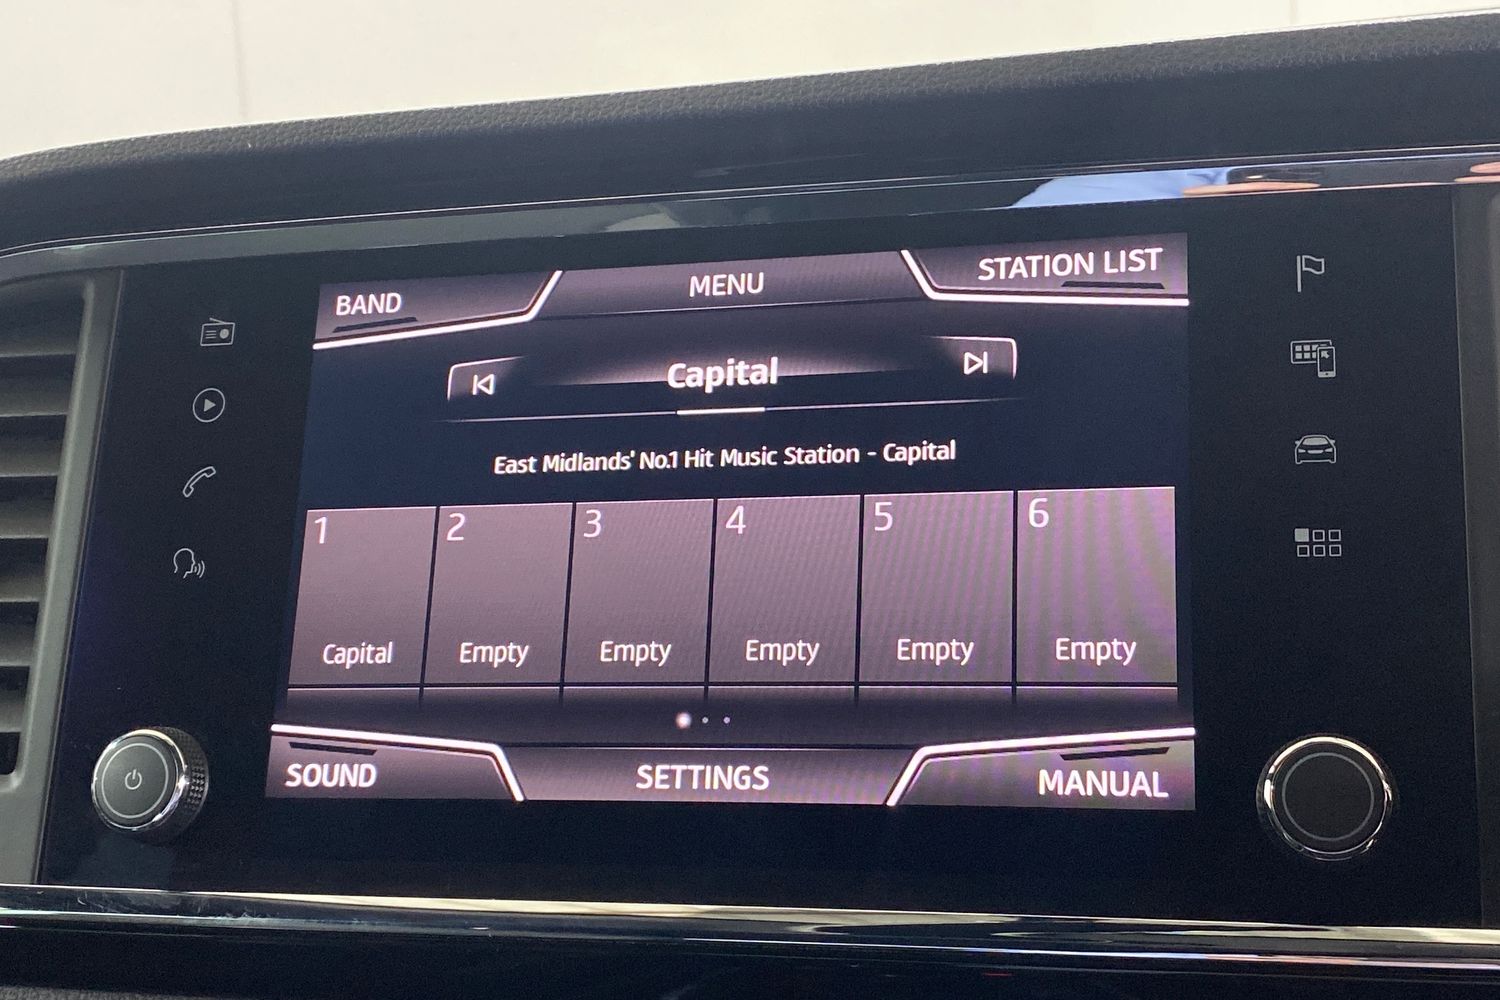 BAND
MENU
STATION LIST
Capital
East Midlands' No.1 Hit Music Station - Capital
1
2
3
4
5
6
Capital
Empty
Empty
Empty
Empty
Empty
SOUND
SETTINGS
MANUAL